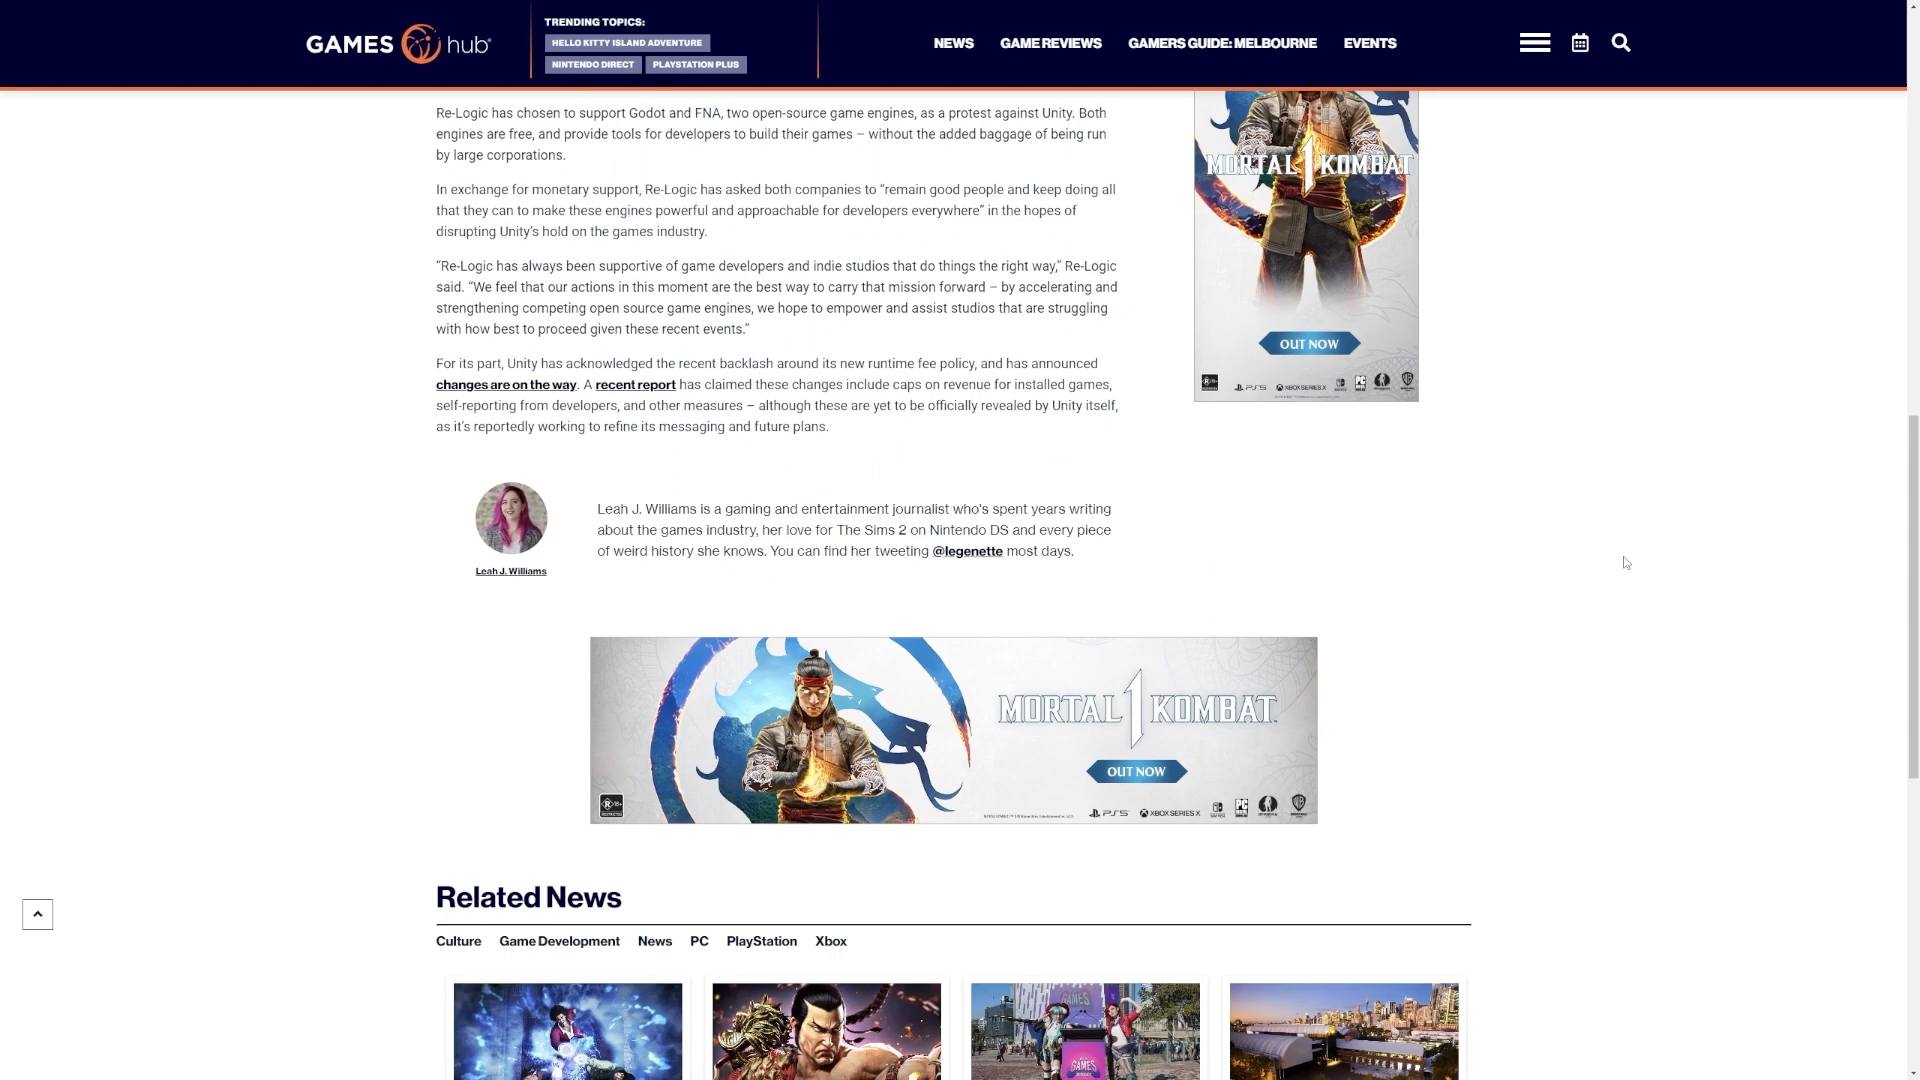 GAMES hub
TRENDING TOPICS:
HELLO KITTY ISLAND ADVENTURE
NINTENDO DIRECT
PLAYSTATION PLUS
NEWS
GAME REVIEWS
GAMERS GUIDE: MELBOURNE
EVENTS
Re-Logic has chosen to support Godot and FNA, two open-source game engines, as a protest against Unity. Both
engines are free, and provide tools for developers to build their games – without the added baggage of being run
by large corporations.
In exchange for monetary support, Re-Logic has asked both companies to “remain good people and keep doing all
that they can to make these engines powerful and approachable for developers everywhere” in the hopes of
disrupting Unity’s hold on the games industry.
“Re-Logic has always been supportive of game developers and indie studios that do things the right way,” Re-Logic
said. “We feel that our actions in this moment are the best way to carry that mission forward – by accelerating and
strengthening competing open source game engines, we hope to empower and assist studios that are struggling
with how best to proceed given these recent events.”
For its part, Unity has acknowledged the recent backlash around its new runtime fee policy, and has announced
changes are on the way. A recent report has claimed these changes include caps on revenue for installed games,
self-reporting from developers, and other measures – although these are yet to be officially revealed by Unity itself,
as it’s reportedly working to refine its messaging and future plans.
MORTAL 1 KOMBAT
OUT NOW
R 18+
PS5
XBOX SERIES X
Leah J. Williams is a gaming and entertainment journalist who's spent years writing
about the games industry, her love for The Sims 2 on Nintendo DS and every piece
of weird history she knows. You can find her tweeting @legenette most days.
Leah J. Williams
MORTAL 1 KOMBAT
OUT NOW
R 18+
RESTRICTED
PS5
XBOX SERIES X
Related News
Culture
Game Development
News
PC
PlayStation
Xbox
GAMES
GAMES